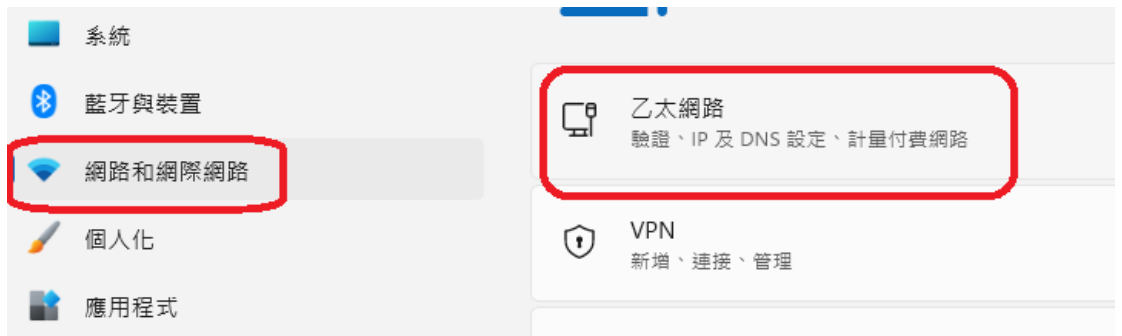 系統
藍牙與裝置
網路和網際網路
個人化
應用程式
乙太網路
驗證、IP 及 DNS 設定、計量付費網路
VPN
新增、連接、管理